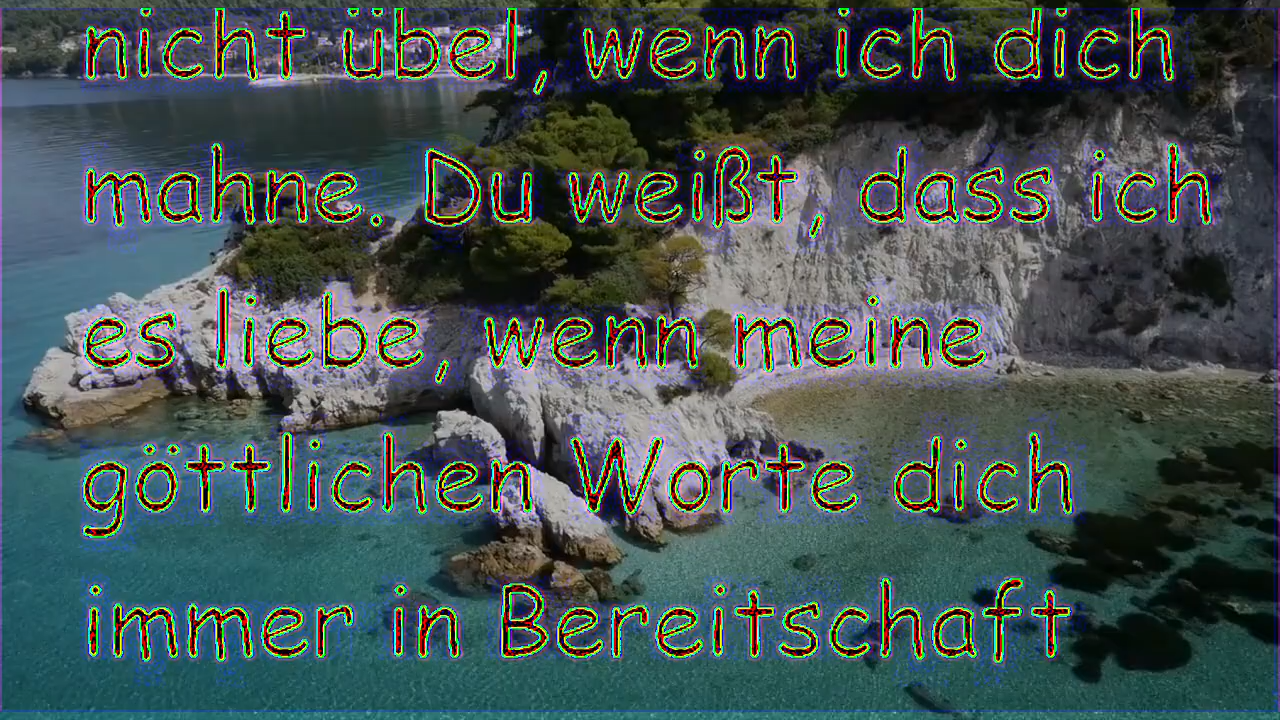 nicht übel, wenn ich dich
mahne. Du weißt, dass ich
es liebe, wenn meine
göttlichen Worte dich
immer in Bereitschaft